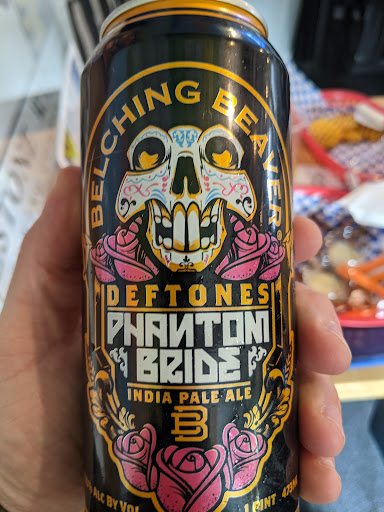 BELCHING BEAVER
DEFTONES
PHANTOM
BRIDE
INDIA PALE ALE
B
ALC BY VOL
1 PINT